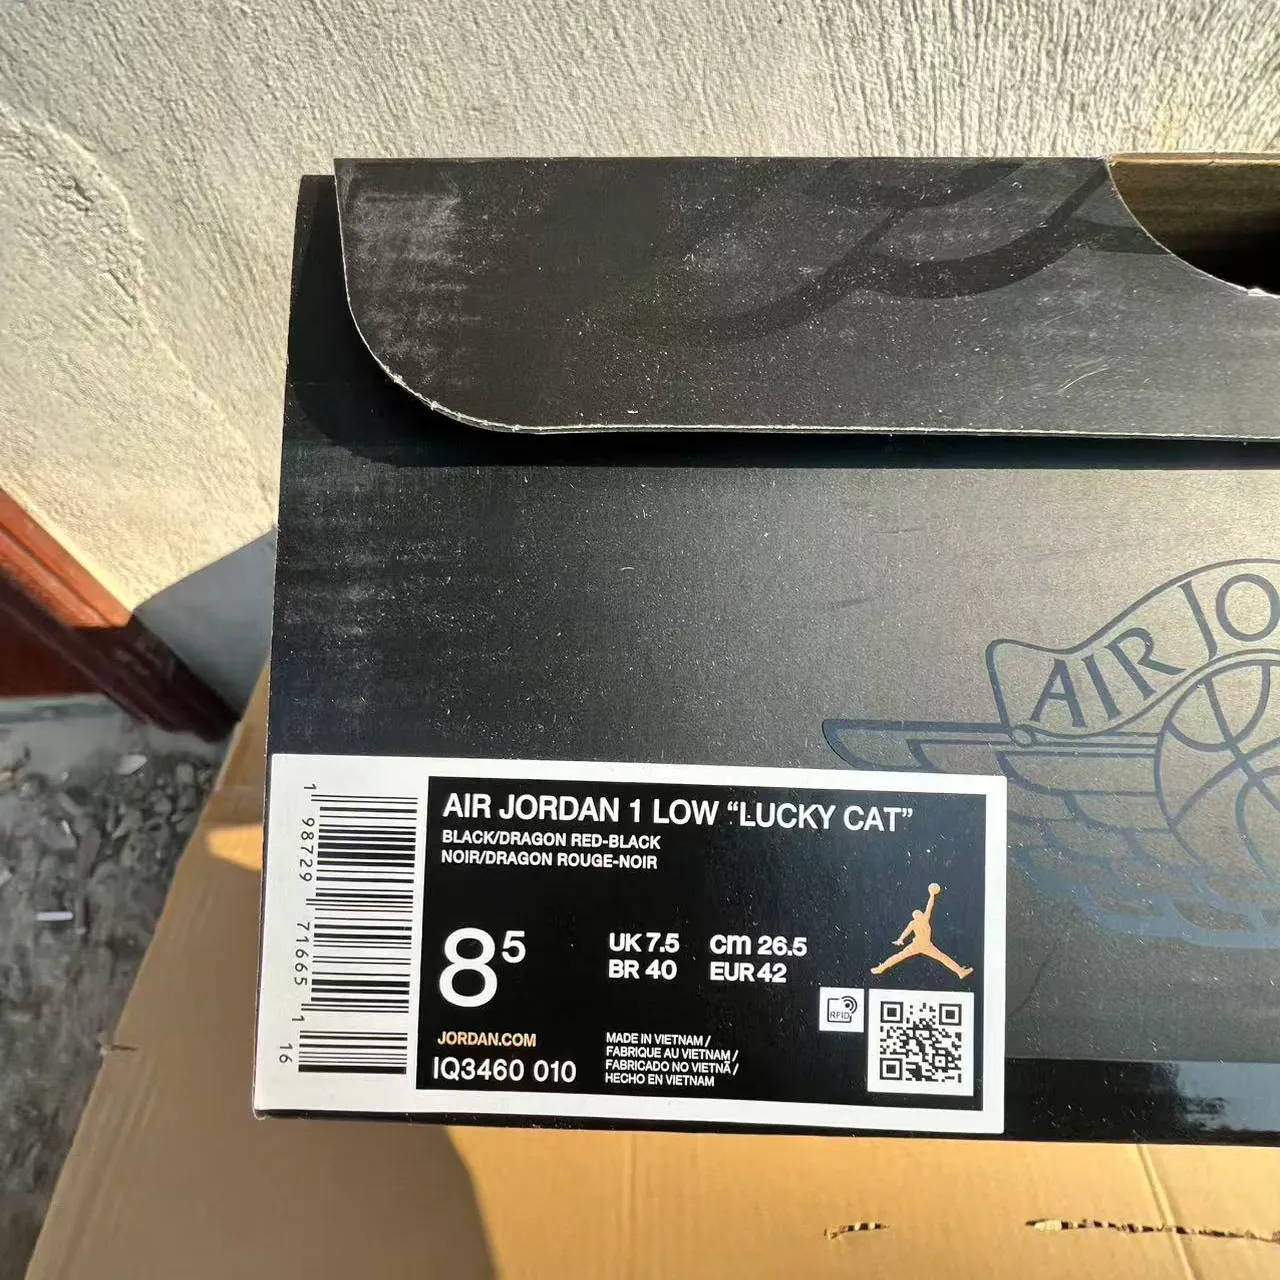 AIR JO
AIR JORDAN 1 LOW “LUCKY CAT”
BLACK/DRAGON RED-BLACK
NOIR/DRAGON ROUGE-NOIR
8 5
UK 7.5 cm 26.5
BR 40 EUR 42
RFID
JORDAN.COM
IQ3460 010
MADE IN VIETNAM /
FABRIQUE AU VIETNAM /
FABRICADO NO VIETNÃ /
HECHO EN VIETNAM
1 98729 71665 1 16